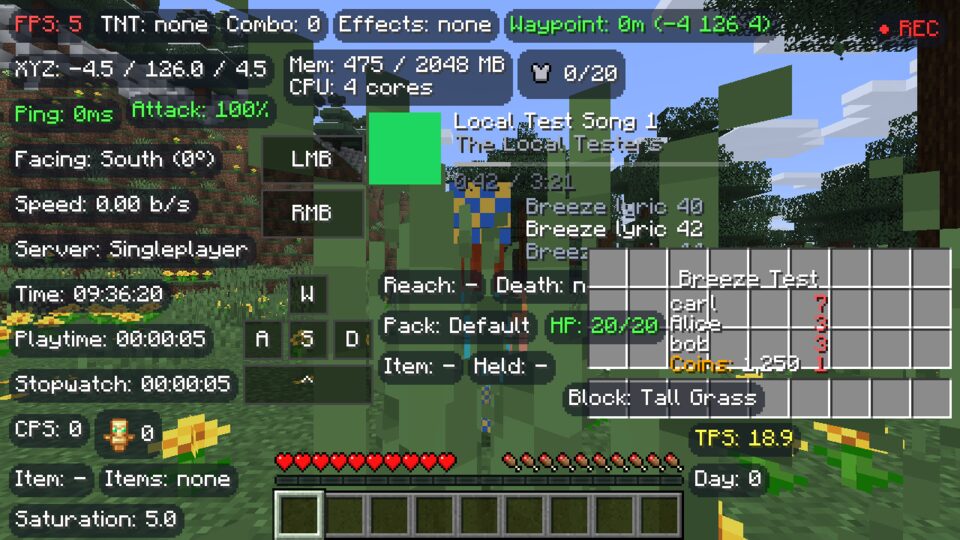 FPS: 5
TNT: none
Combo: 0
Effects: none
Waypoint: 0m (-4 126 4)
REC
XYZ: -4.5 / 126.0 / 4.5
Mem: 475 / 2048 MB
CPU: 4 cores
0/20
Ping: 0ms
Attack: 100%
Local Test Song 1
The Local Testers
0:42 / 3:21
Facing: South (0°)
LMB
Speed: 0.00 b/s
RMB
Breeze lyric 40
Breeze lyric 42
Breeze
Server: Singleplayer
Time: 09:36:20
W
Reach: -
Death: n
Breeze Test
carl 7
Alice 3
bob 3
Coins: 1,250 1
Playtime: 00:00:05
A
S
D
Pack: Default
HP: 20/20
Item: -
Held: -
Stopwatch: 00:00:05
Block: Tall Grass
CPS: 0
0
TPS: 18.9
Item: -
Items: none
Day: 0
Saturation: 5.0